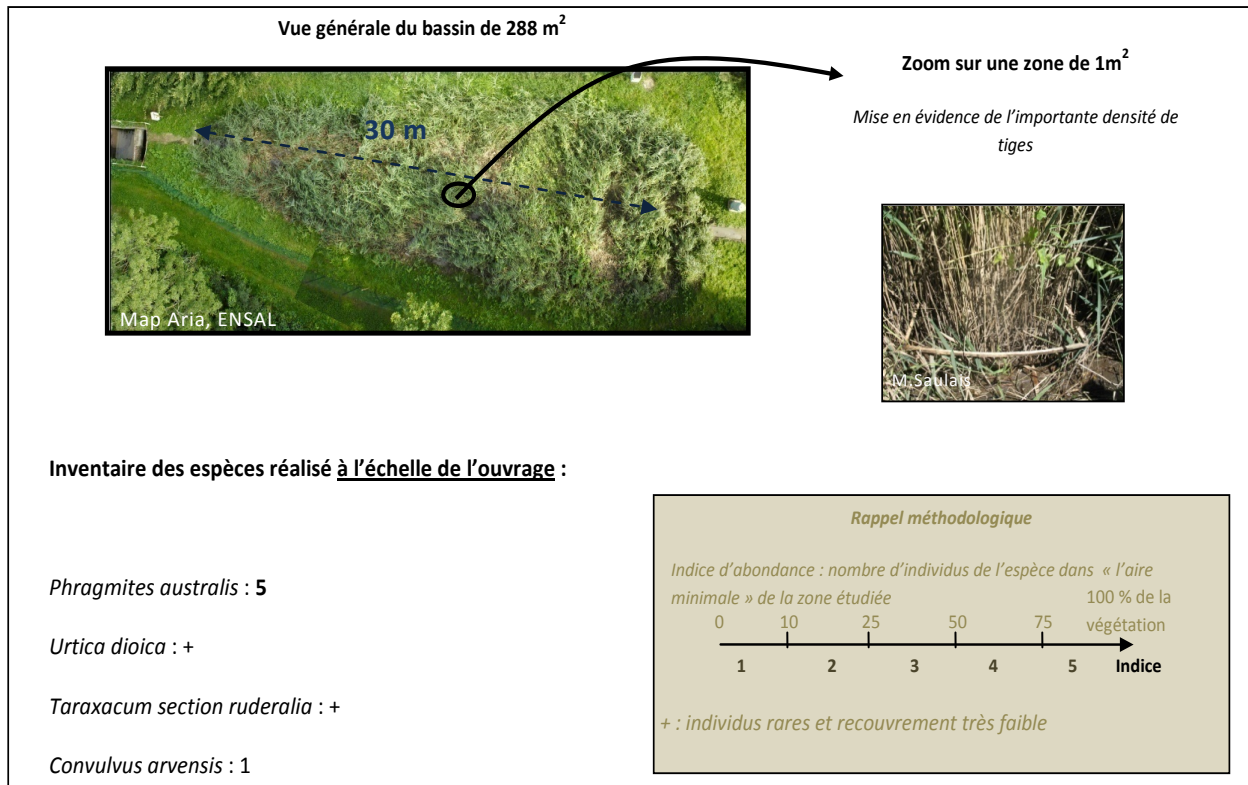 Vue générale du bassin de 288 m²
Zoom sur une zone de 1m²
Mise en évidence de l'importante densité de
tiges
30 m
Map Aria, ENSAL
M.Saulais
Inventaire des espèces réalisé à l'échelle de l'ouvrage :
Phragmites australis : 5
Urtica dioica : +
Taraxacum section ruderalia : +
Convulvus arvensis : 1
Rappel méthodologique
Indice d'abondance : nombre d'individus de l'espèce dans « l'aire
minimale » de la zone étudiée
100 % de la
végétation
0 10 25 50 75
1 2 3 4 5 Indice
+ : individus rares et recouvrement très faible